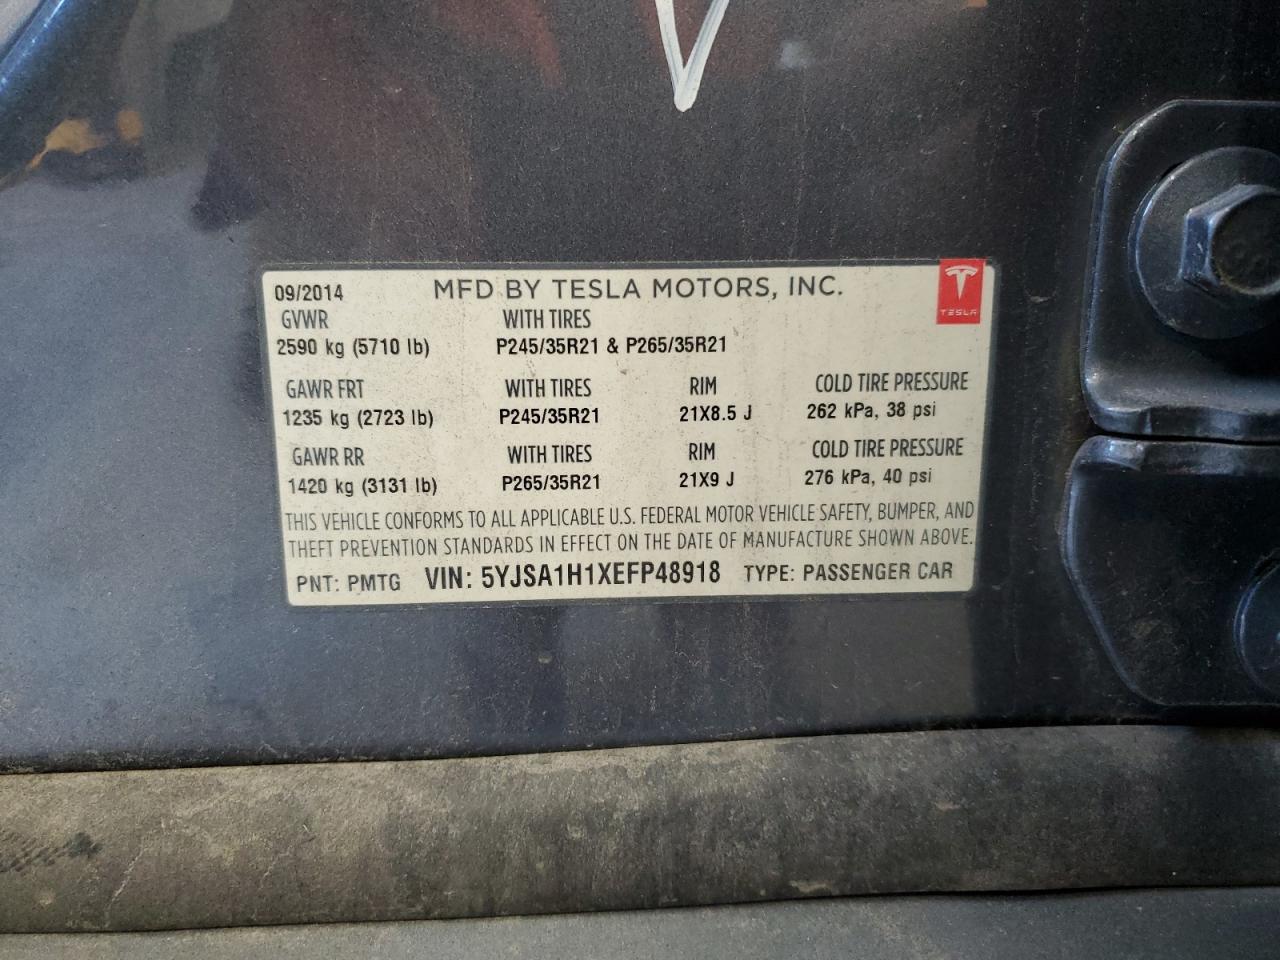 09/2014 MFD BY TESLA MOTORS, INC.
TESLA
GVWR WITH TIRES
2590 kg (5710 lb) P245/35R21 & P265/35R21
GAWR FRT WITH TIRES RIM COLD TIRE PRESSURE
1235 kg (2723 lb) P245/35R21 21X8.5 J 262 kPa, 38 psi
GAWR RR WITH TIRES RIM COLD TIRE PRESSURE
1420 kg (3131 lb) P265/35R21 21X9 J 276 kPa, 40 psi
THIS VEHICLE CONFORMS TO ALL APPLICABLE U.S. FEDERAL MOTOR VEHICLE SAFETY, BUMPER, AND
THEFT PREVENTION STANDARDS IN EFFECT ON THE DATE OF MANUFACTURE SHOWN ABOVE.
PNT: PMTG VIN: 5YJSA1H1XEFP48918 TYPE: PASSENGER CAR